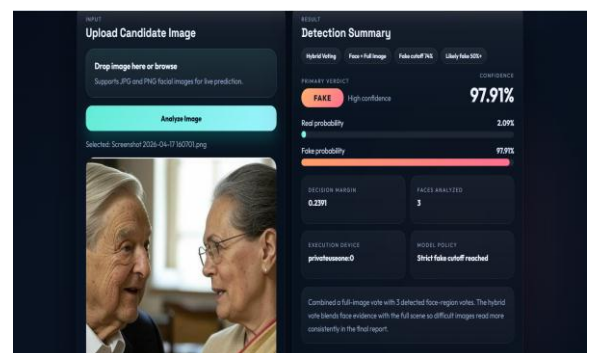 INPUT
Upload Candidate Image
Drop image here or browse
Supports JPG and PNG facial images for live prediction.
Analyze Image
Selected: Screenshot 2026-04-17 160701.png
RESULT
Detection Summary
Hybrid Voting
Face + Full Image
Fake cutoff 74%
Likely Fake 50%+
PRIMARY VERDICT
FAKE
High confidence
CONFIDENCE
97.91%
Real probability
2.09%
Fake probability
97.91%
DECISION MARGIN
0.2391
FACES ANALYZED
3
EXECUTION DEVICE
privateuseone:0
MODEL POLICY
Strict fake cutoff reached
Combined a full-image vote with 3 detected face-region votes. The hybrid
vote blends face evidence with the full scene so difficult images read more
consistently in the final report.